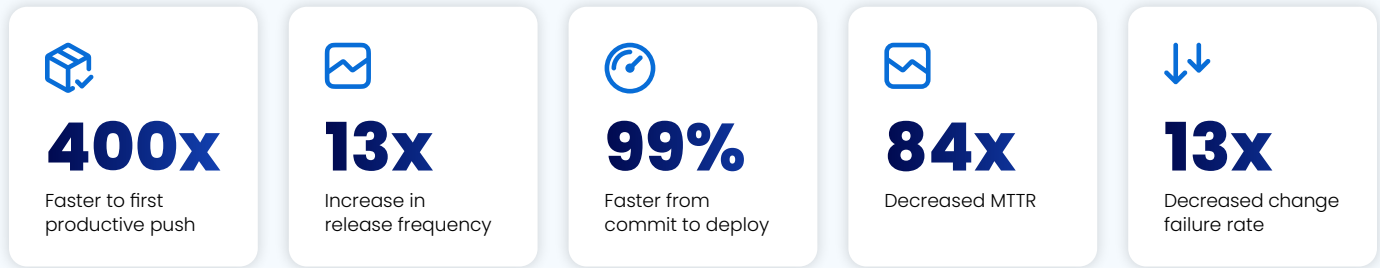 400x
Faster to first
productive push
13x
Increase in
release frequency
99%
Faster from
commit to deploy
84x
Decreased MTTR
13x
Decreased change
failure rate